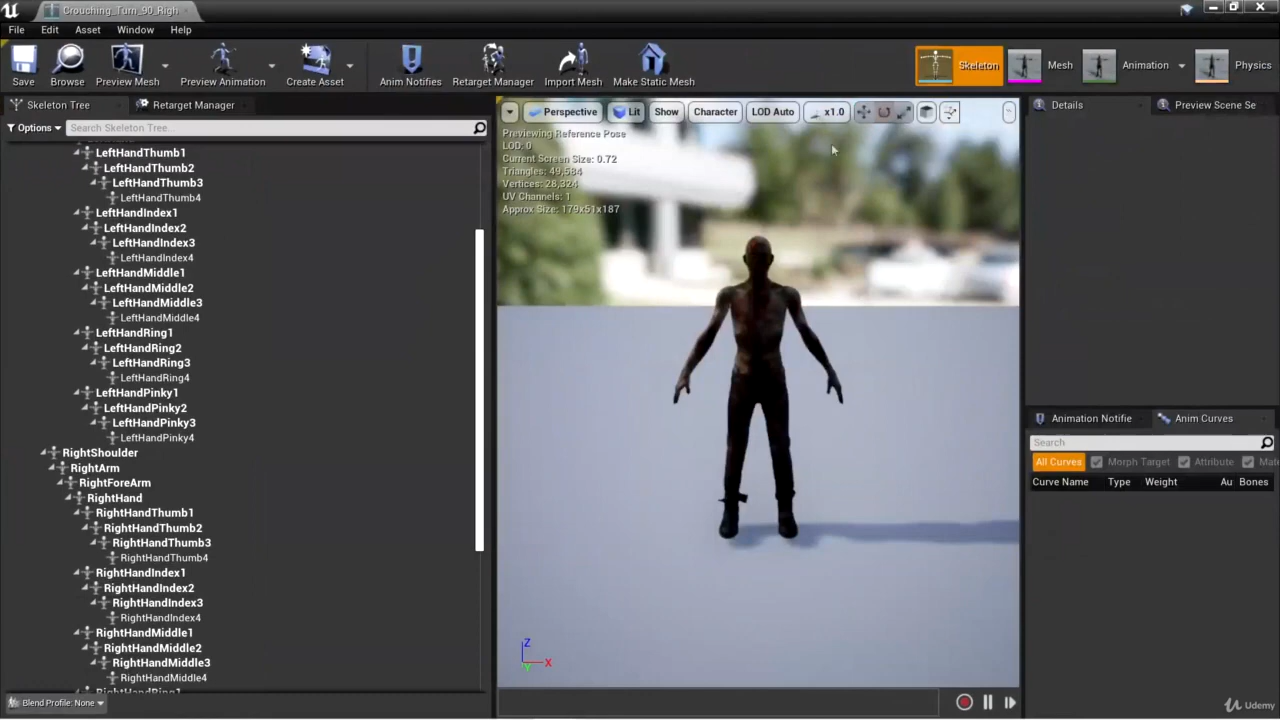 Crouching_Turn_90_Righ
File Edit Asset Window Help
Save Browse Preview Mesh Preview Animation Create Asset Anim Notifies Retarget Manager Import Mesh Make Static Mesh Skeleton Mesh Animation Physics
Skeleton Tree Retarget Manager
Options Search Skeleton Tree...
LeftHandThumb1
LeftHandThumb2
LeftHandThumb3
LeftHandThumb4
LeftHandIndex1
LeftHandIndex2
LeftHandIndex3
LeftHandIndex4
LeftHandMiddle1
LeftHandMiddle2
LeftHandMiddle3
LeftHandMiddle4
LeftHandRing1
LeftHandRing2
LeftHandRing3
LeftHandRing4
LeftHandPinky1
LeftHandPinky2
LeftHandPinky3
LeftHandPinky4
RightShoulder
RightArm
RightForeArm
RightHand
RightHandThumb1
RightHandThumb2
RightHandThumb3
RightHandThumb4
RightHandIndex1
RightHandIndex2
RightHandIndex3
RightHandIndex4
RightHandMiddle1
RightHandMiddle2
RightHandMiddle3
RightHandMiddle4
RightHandRing1
Blend Profile: None
Perspective Lit Show Character LOD Auto x1.0
Previewing Reference Pose
LOD: 0
Current Screen Size: 0.72
Triangles: 49,584
Vertices: 28,324
UV Channels: 1
Approx Size: 179x51x187
Z
X
Y
Details Preview Scene Se
Animation Notifie Anim Curves
Search
All Curves Morph Target Attribute Mat
Curve Name Type Weight Au Bones
Udemy